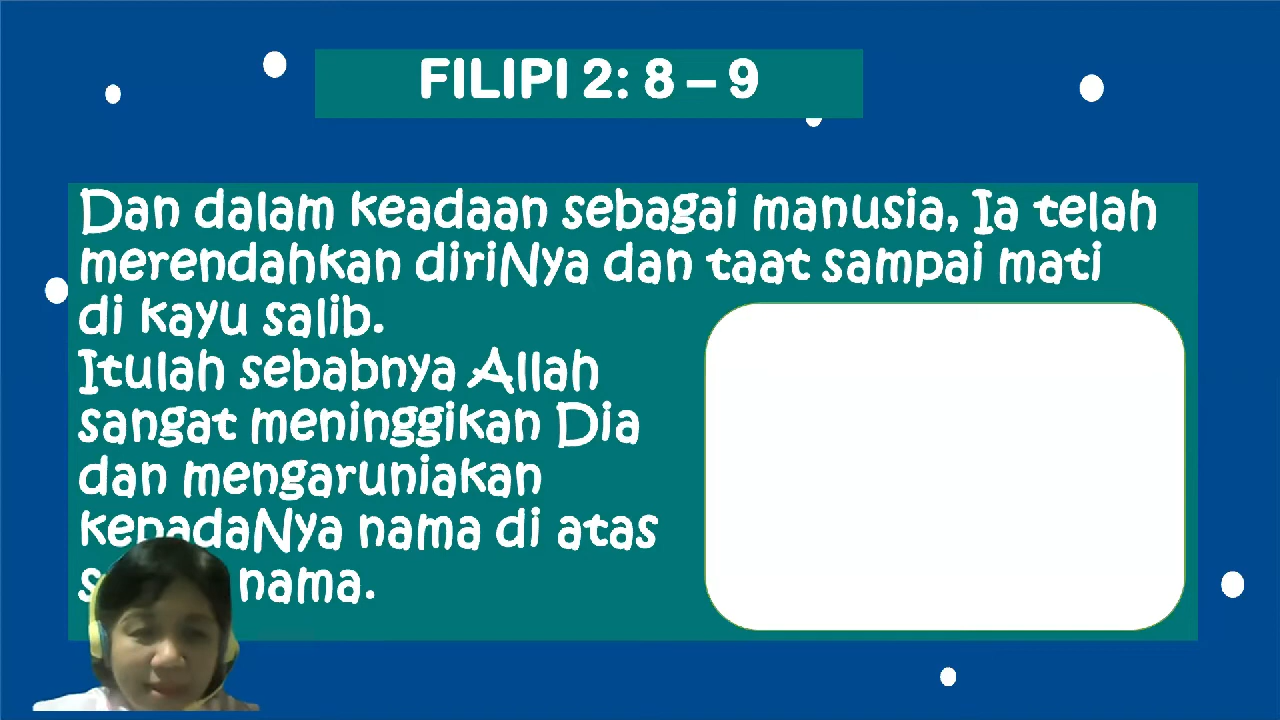 FILIPI 2: 8 – 9
Dan dalam keadaan sebagai manusia, Ia telah
merendahkan diriNya dan taat sampai mati
di kayu salib.
Itulah sebabnya Allah
sangat meninggikan Dia
dan mengaruniakan
kepadaNya nama di atas
nama.